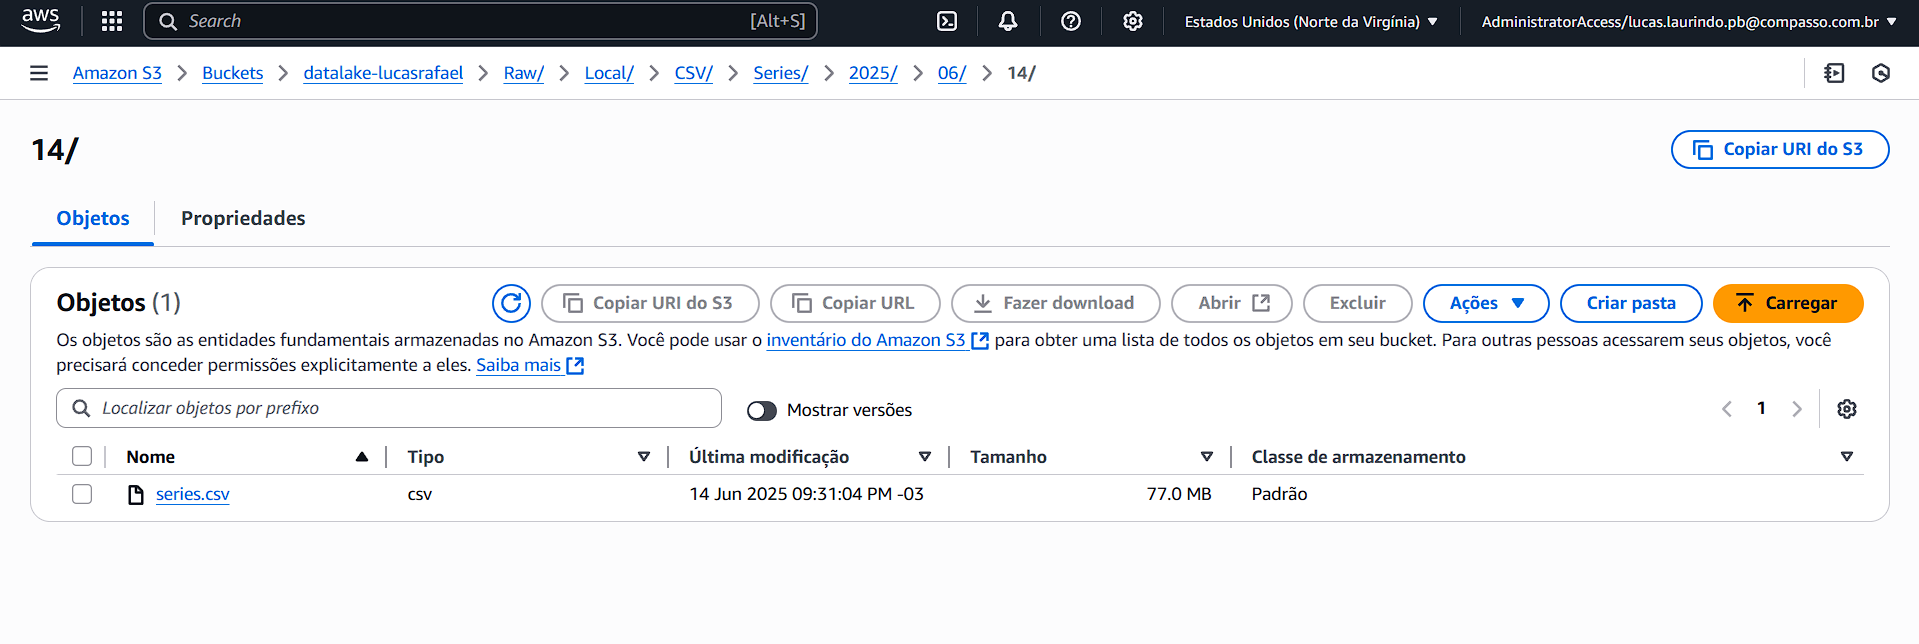 aws Search [Alt+S] Estados Unidos (Norte da Virgínia) AdministratorAccess/lucas.laurindo.pb@compasso.com.br
Amazon S3 Buckets datalake-lucasrafael Raw/ Local/ CSV/ Series/ 2025/ 06/ 14/
14/ Copiar URI do S3
Objetos Propriedades
Objetos (1) Copiar URI do S3 Copiar URL Fazer download Abrir Excluir Ações Criar pasta Carregar
Os objetos são as entidades fundamentais armazenadas no Amazon S3. Você pode usar o inventário do Amazon S3 para obter uma lista de todos os objetos em seu bucket. Para outras pessoas acessarem seus objetos, você
precisará conceder permissões explicitamente a eles. Saiba mais
Localizar objetos por prefixo Mostrar versões 1
Nome Tipo Última modificação Tamanho Classe de armazenamento
series.csv csv 14 Jun 2025 09:31:04 PM -03 77.0 MB Padrão